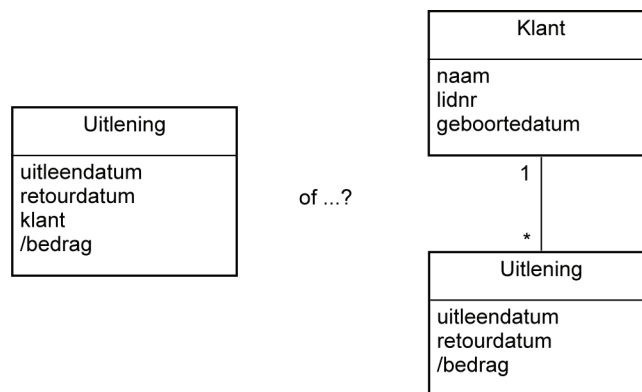 Uitlening
uitleendatum
retourdatum
klant
/bedrag
of ...?
Klant
naam
lidnr
geboortedatum
1
*
Uitlening
uitleendatum
retourdatum
/bedrag